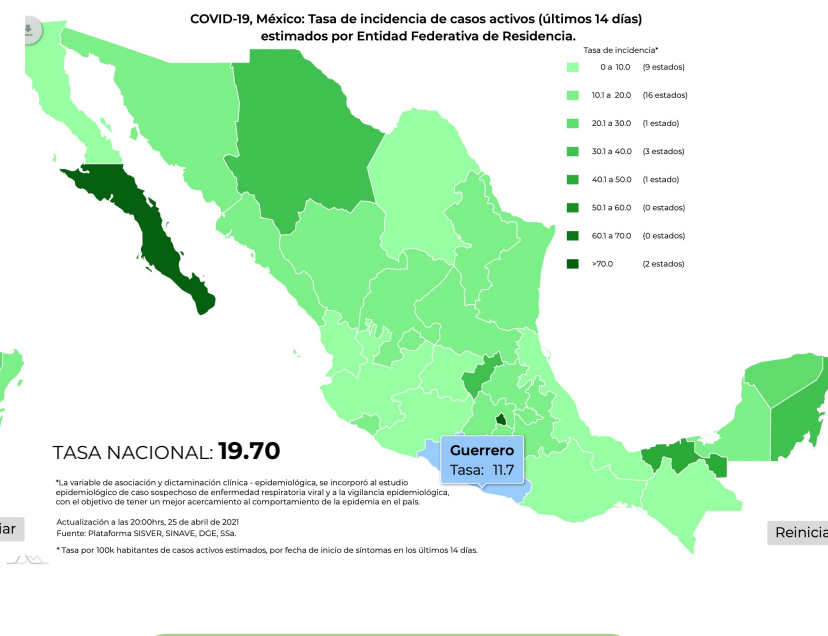 COVID-19, México: Tasa de incidencia de casos activos (últimos 14 días)
estimados por Entidad Federativa de Residencia.
Tasa de incidencia*
0 a 10.0 (9 estados)
10.1 a 20.0 (16 estados)
20.1 a 30.0 (1 estado)
30.1 a 40.0 (3 estados)
40.1 a 50.0 (1 estado)
50.1 a 60.0 (0 estados)
60.1 a 70.0 (0 estados)
>70.0 (2 estados)
Guerrero
Tasa: 11.7
TASA NACIONAL: 19.70
*La variable de asociación y dictaminación clínica - epidemiológica, se incorporó al estudio
epidemiológico de caso sospechoso de enfermedad respiratoria viral y a la vigilancia epidemiológica,
con el objetivo de tener un mejor acercamiento al comportamiento de la epidemia en el país.
Actualización a las 20:00hrs, 25 de abril de 2021
Fuente: Plataforma SISVER, SINAVE, DGE, SSa.
* Tasa por 100k habitantes de casos activos estimados, por fecha de inicio de síntomas en los últimos 14 días.
iar
Reinicia